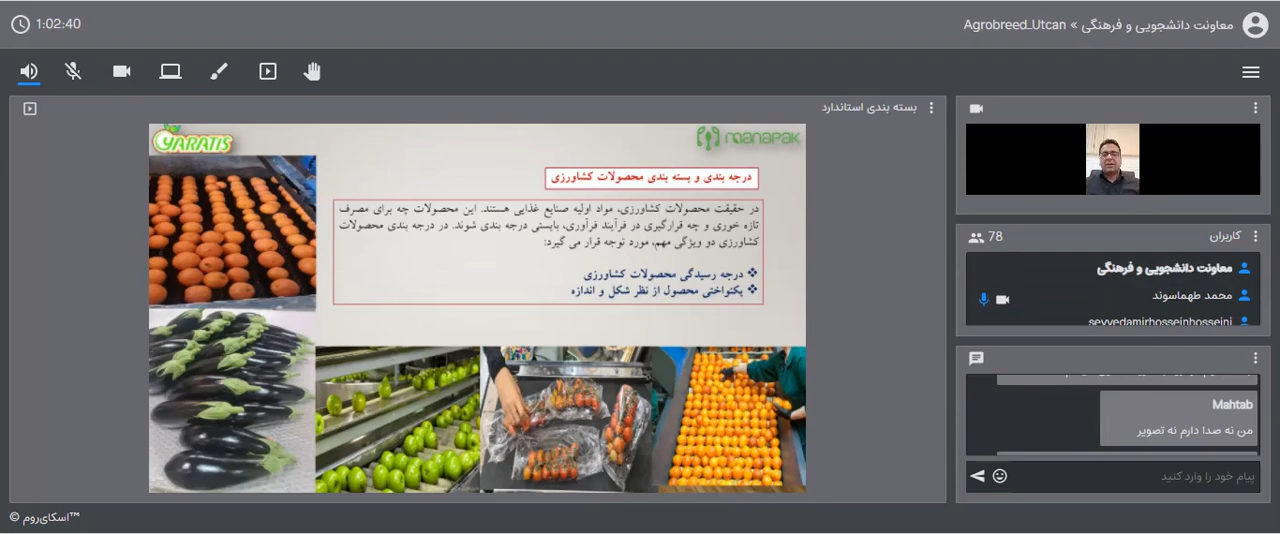 1:02:40
معاونت دانشجویی و فرهنگی » Agrobreed_Utcan
بسته بندی استاندارد
YARATIS
manapak
درجه بندی و بسته بندی محصولات کشاورزی
در حقیقت محصولات کشاورزی، مواد اولیه صنایع غذایی هستند. این محصولات چه برای مصرف
تازه خوری و چه قرارگیری در فرآیند فرآوری، بایستی درجه بندی شوند. در درجه بندی محصولات
کشاورزی دو ویژگی مهم، مورد توجه قرار می گیرد:
❖ درجه رسیدگی محصولات کشاورزی
❖ یکنواختی محصول از نظر شکل و اندازه
کاربران
78
معاونت دانشجویی و فرهنگی
محمد طهماسوند
seyyedamirhosseinhosseini
Mahtab
من نه صدا دارم نه تصویر
پیام خود را وارد کنید
اسکای‌روم™ ©